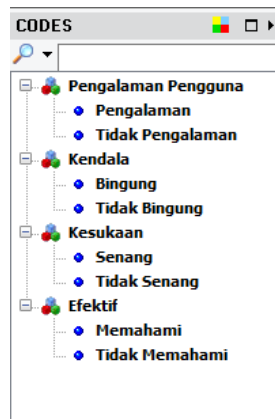 CODES
Pengalaman Pengguna
Pengalaman
Tidak Pengalaman
Kendala
Bingung
Tidak Bingung
Kesukaan
Senang
Tidak Senang
Efektif
Memahami
Tidak Memahami